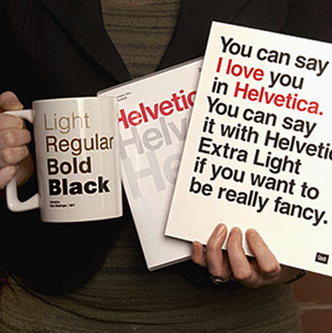 Light
Regular
Bold
Black
Helvetica
Helve
He
You can say
I love you
in Helvetica.
You can say
it with Helvetic
Extra Light
if you want to
be really fancy.